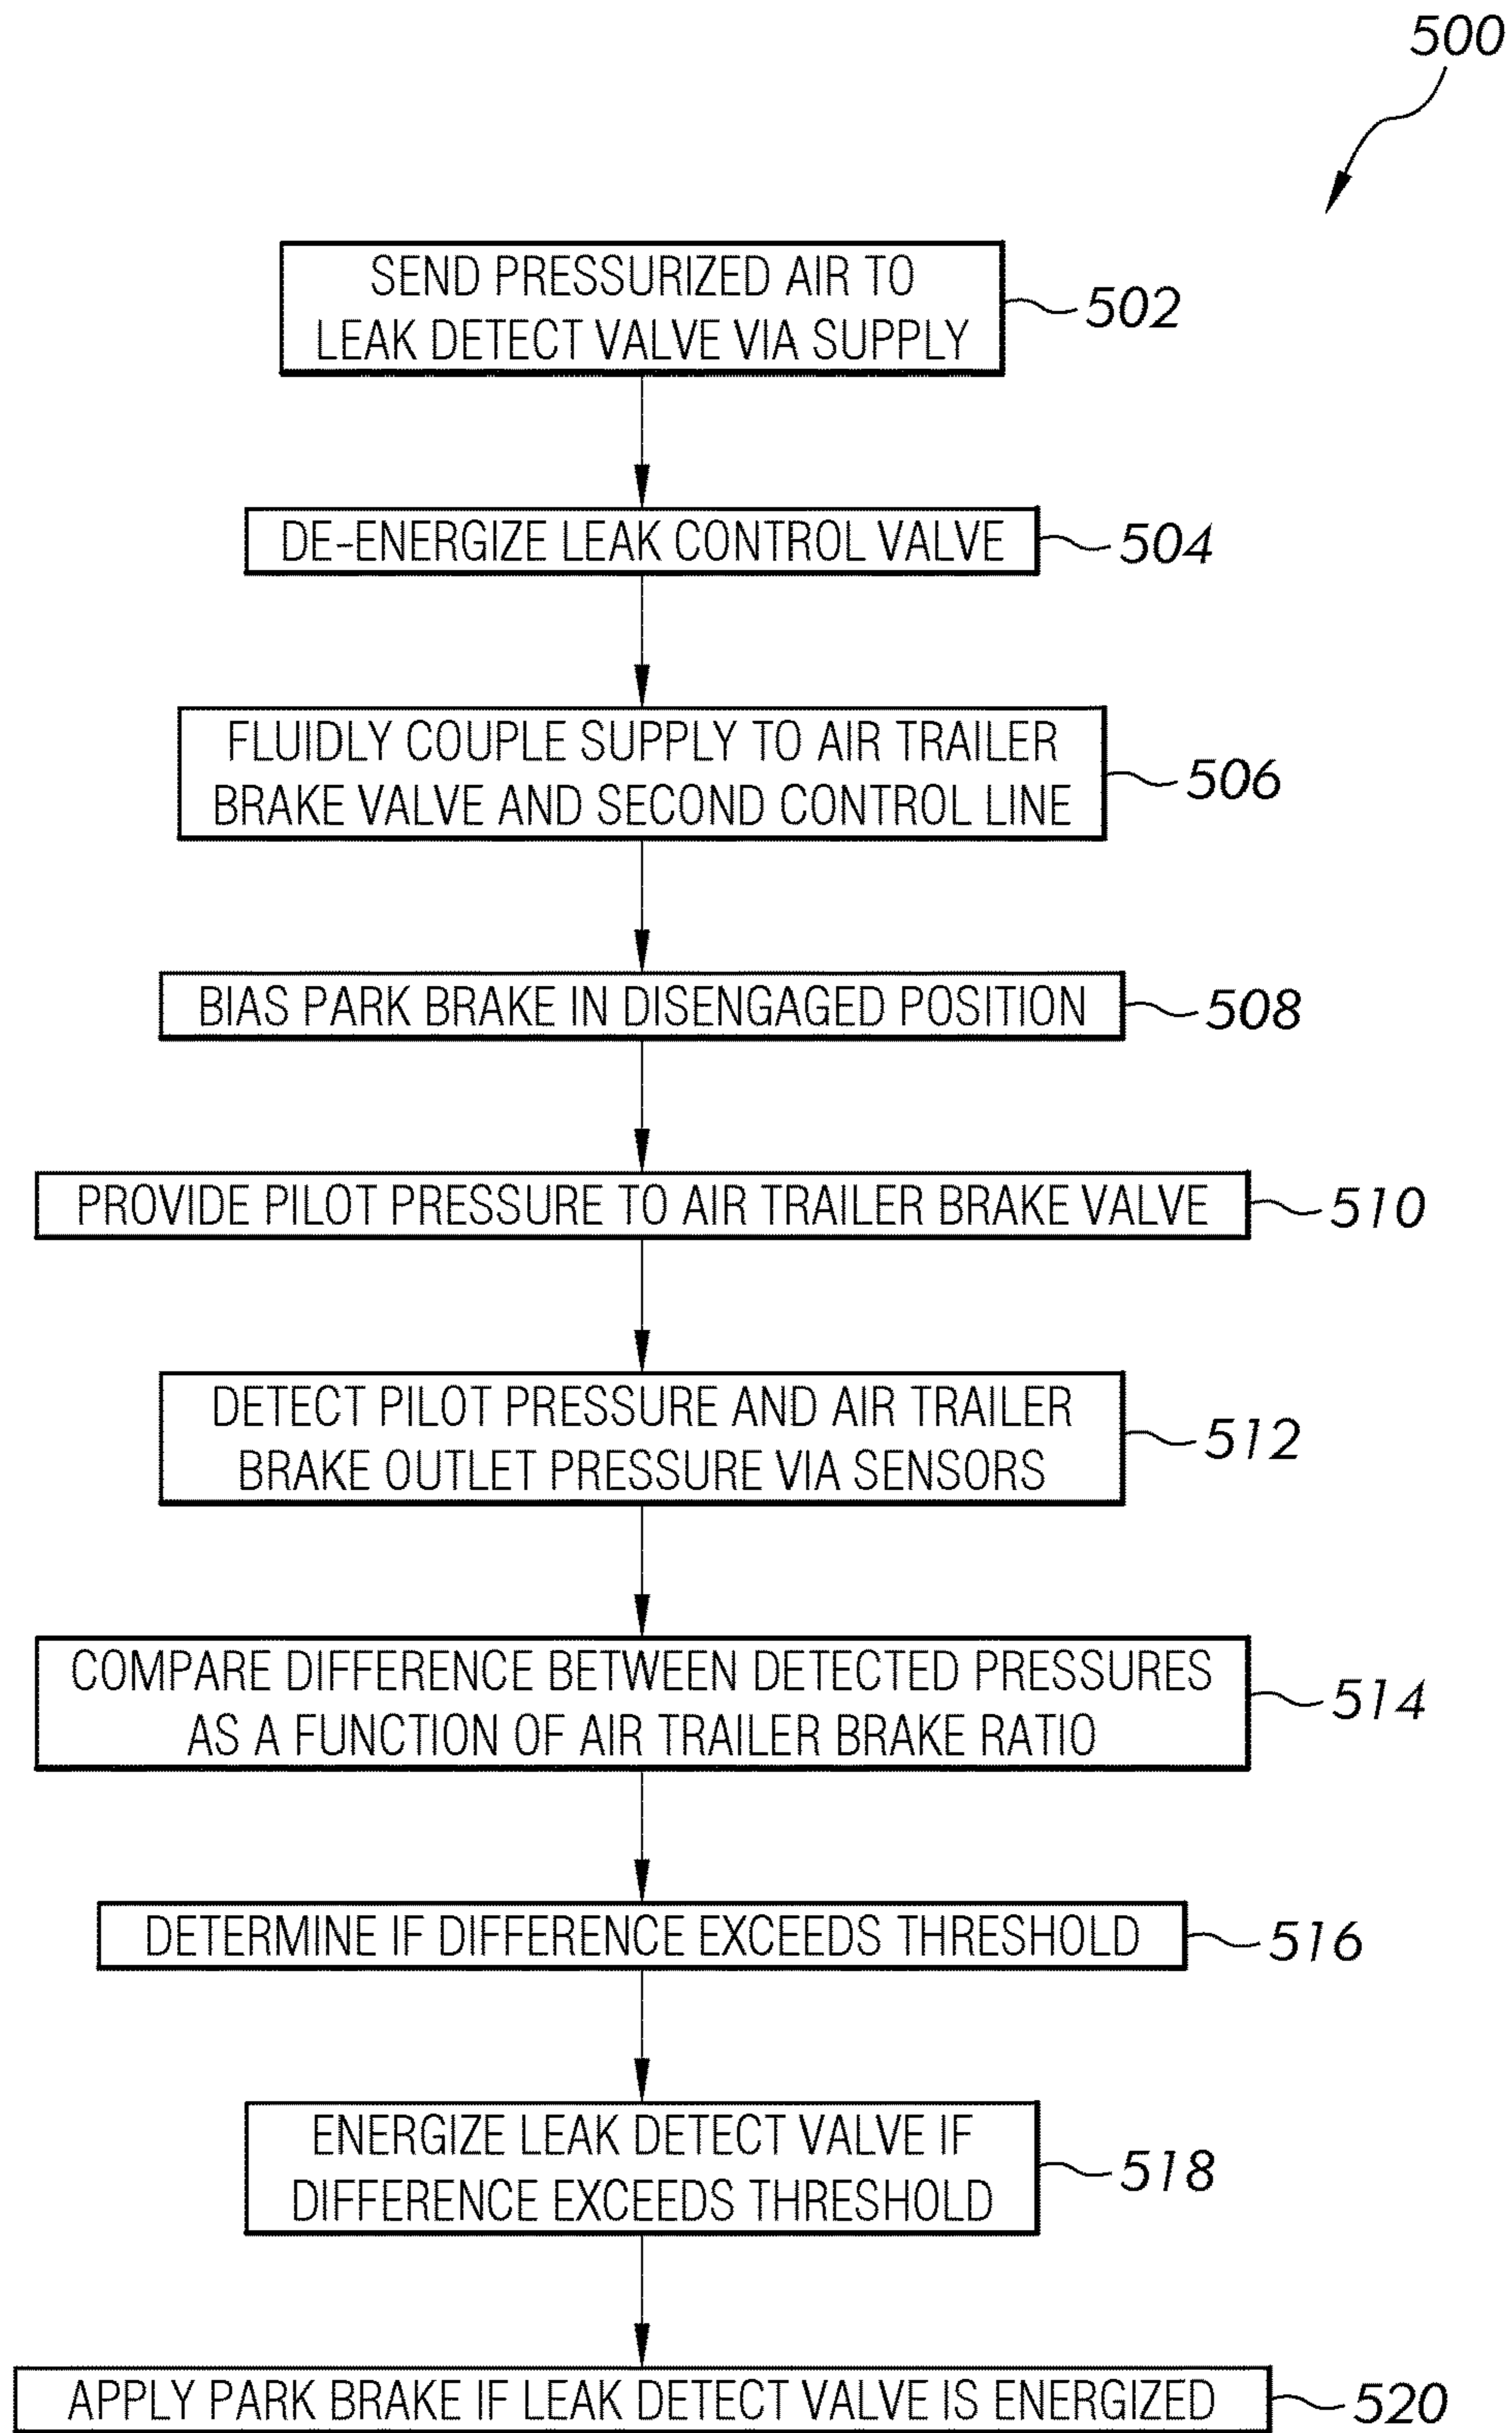 500
SEND PRESSURIZED AIR TO
LEAK DETECT VALVE VIA SUPPLY
502
DE-ENERGIZE LEAK CONTROL VALVE
504
FLUIDLY COUPLE SUPPLY TO AIR TRAILER
BRAKE VALVE AND SECOND CONTROL LINE
506
BIAS PARK BRAKE IN DISENGAGED POSITION
508
PROVIDE PILOT PRESSURE TO AIR TRAILER BRAKE VALVE
510
DETECT PILOT PRESSURE AND AIR TRAILER
BRAKE OUTLET PRESSURE VIA SENSORS
512
COMPARE DIFFERENCE BETWEEN DETECTED PRESSURES
AS A FUNCTION OF AIR TRAILER BRAKE RATIO
514
DETERMINE IF DIFFERENCE EXCEEDS THRESHOLD
516
ENERGIZE LEAK DETECT VALVE IF
DIFFERENCE EXCEEDS THRESHOLD
518
APPLY PARK BRAKE IF LEAK DETECT VALVE IS ENERGIZED
520